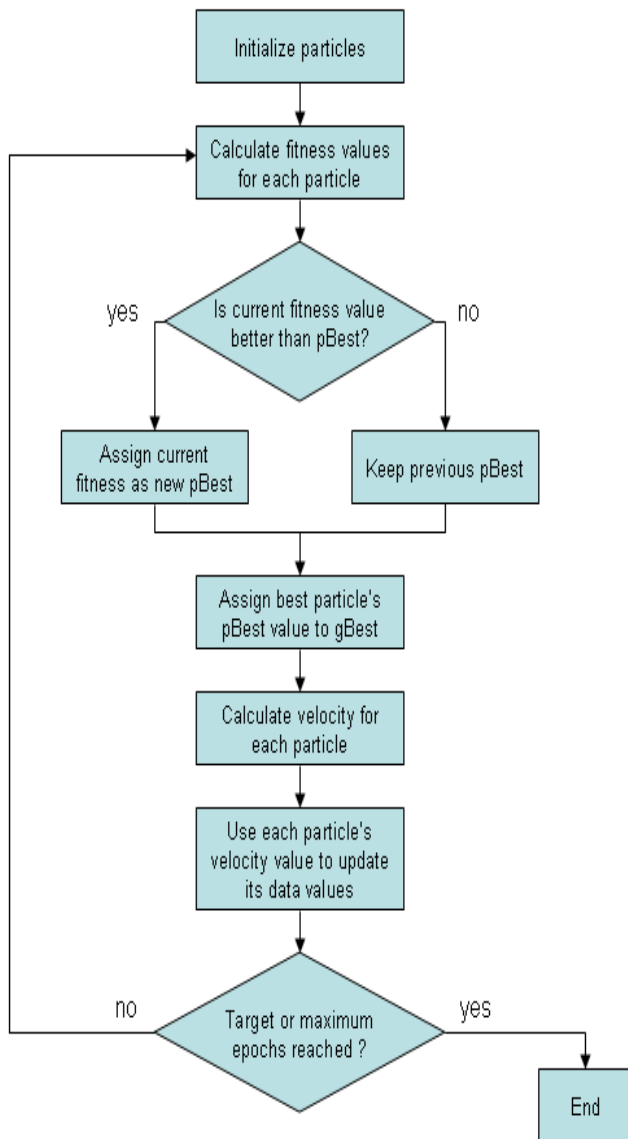 Initialize particles
Calculate fitness values
for each particle
Is current fitness value
better than pBest?
yes
no
Assign current
fitness as new pBest
Keep previous pBest
Assign best particle's
pBest value to gBest
Calculate velocity for
each particle
Use each particle's
velocity value to update
its data values
Target or maximum
epochs reached ?
no
yes
End